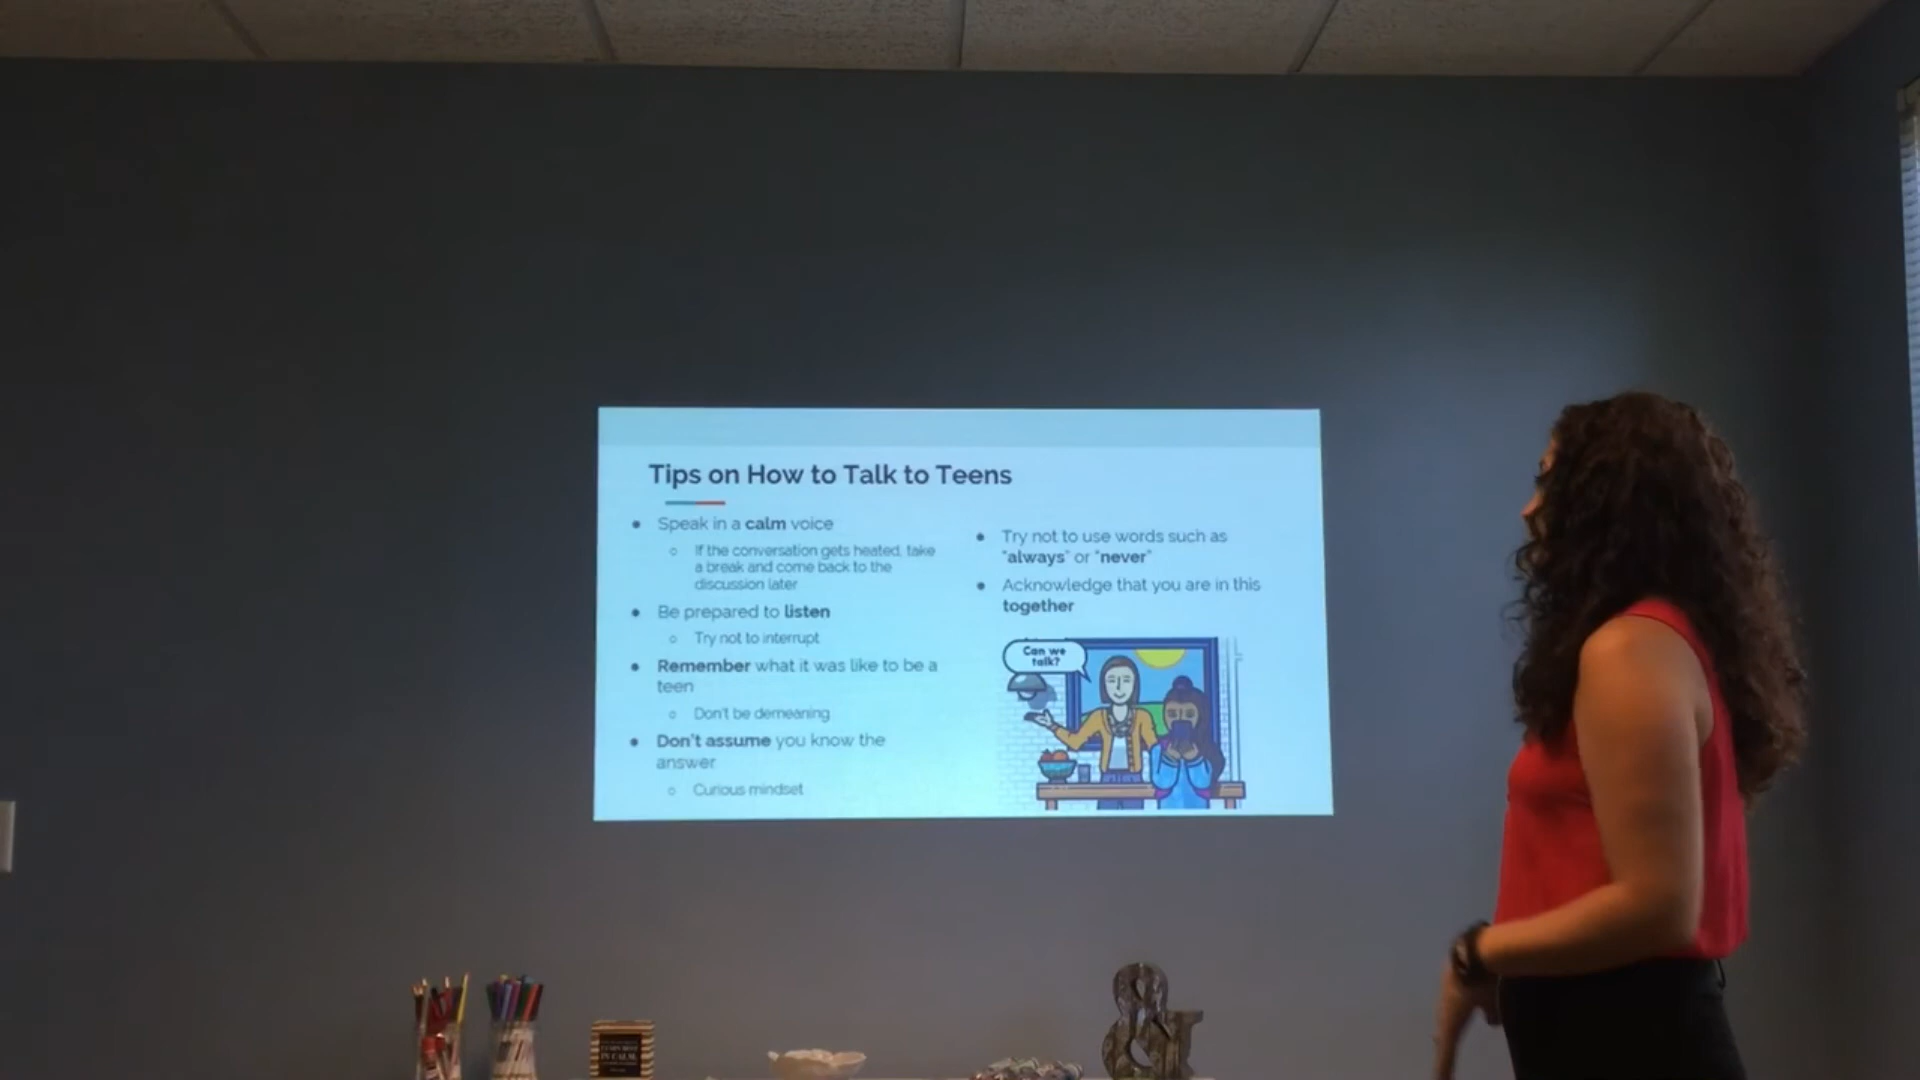 Tips on How to Talk to Teens
● Speak in a calm voice
○ If the conversation gets heated, take
a break and come back to the
discussion later
● Be prepared to listen
○ Try not to interrupt
● Remember what it was like to be a
teen
○ Don't be demeaning
● Don't assume you know the
answer
○ Curious mindset
● Try not to use words such as
"always" or "never"
● Acknowledge that you are in this
together
Can we
talk?
&
IN CALM.